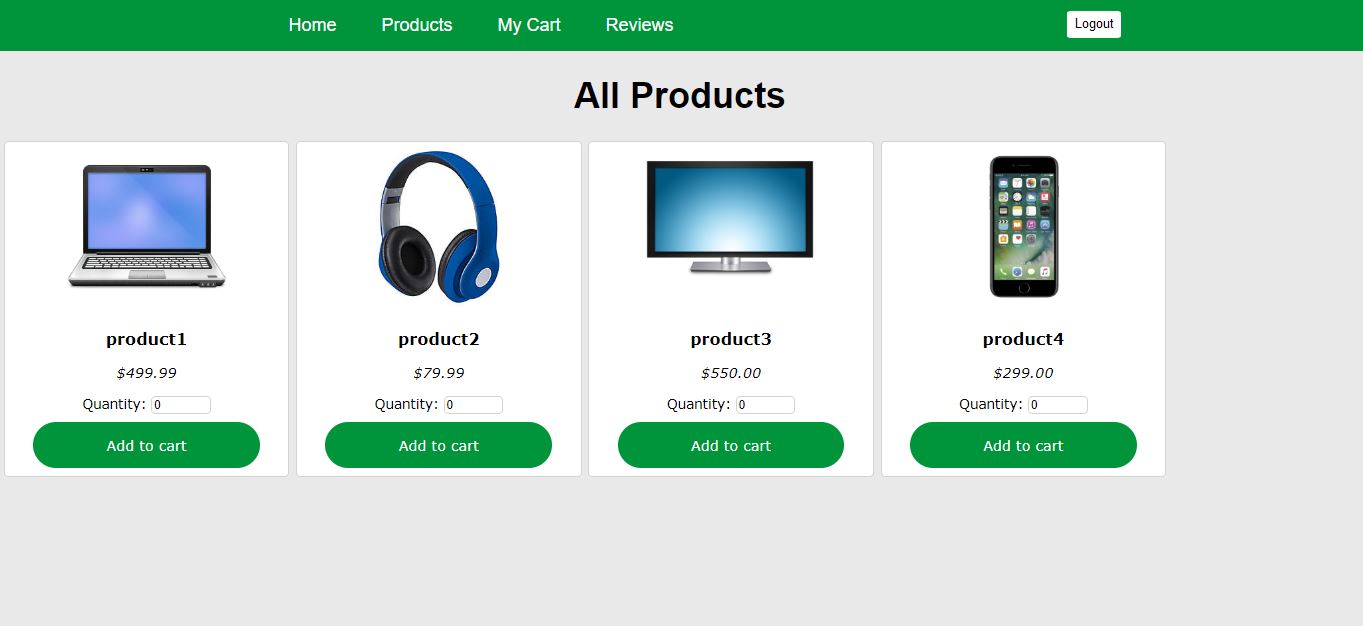 Home Products My Cart Reviews Logout
All Products
product1 product2 product3 product4
$499.99 $79.99 $550.00 $299.00
Quantity: 0 Quantity: 0 Quantity: 0 Quantity: 0
Add to cart Add to cart Add to cart Add to cart